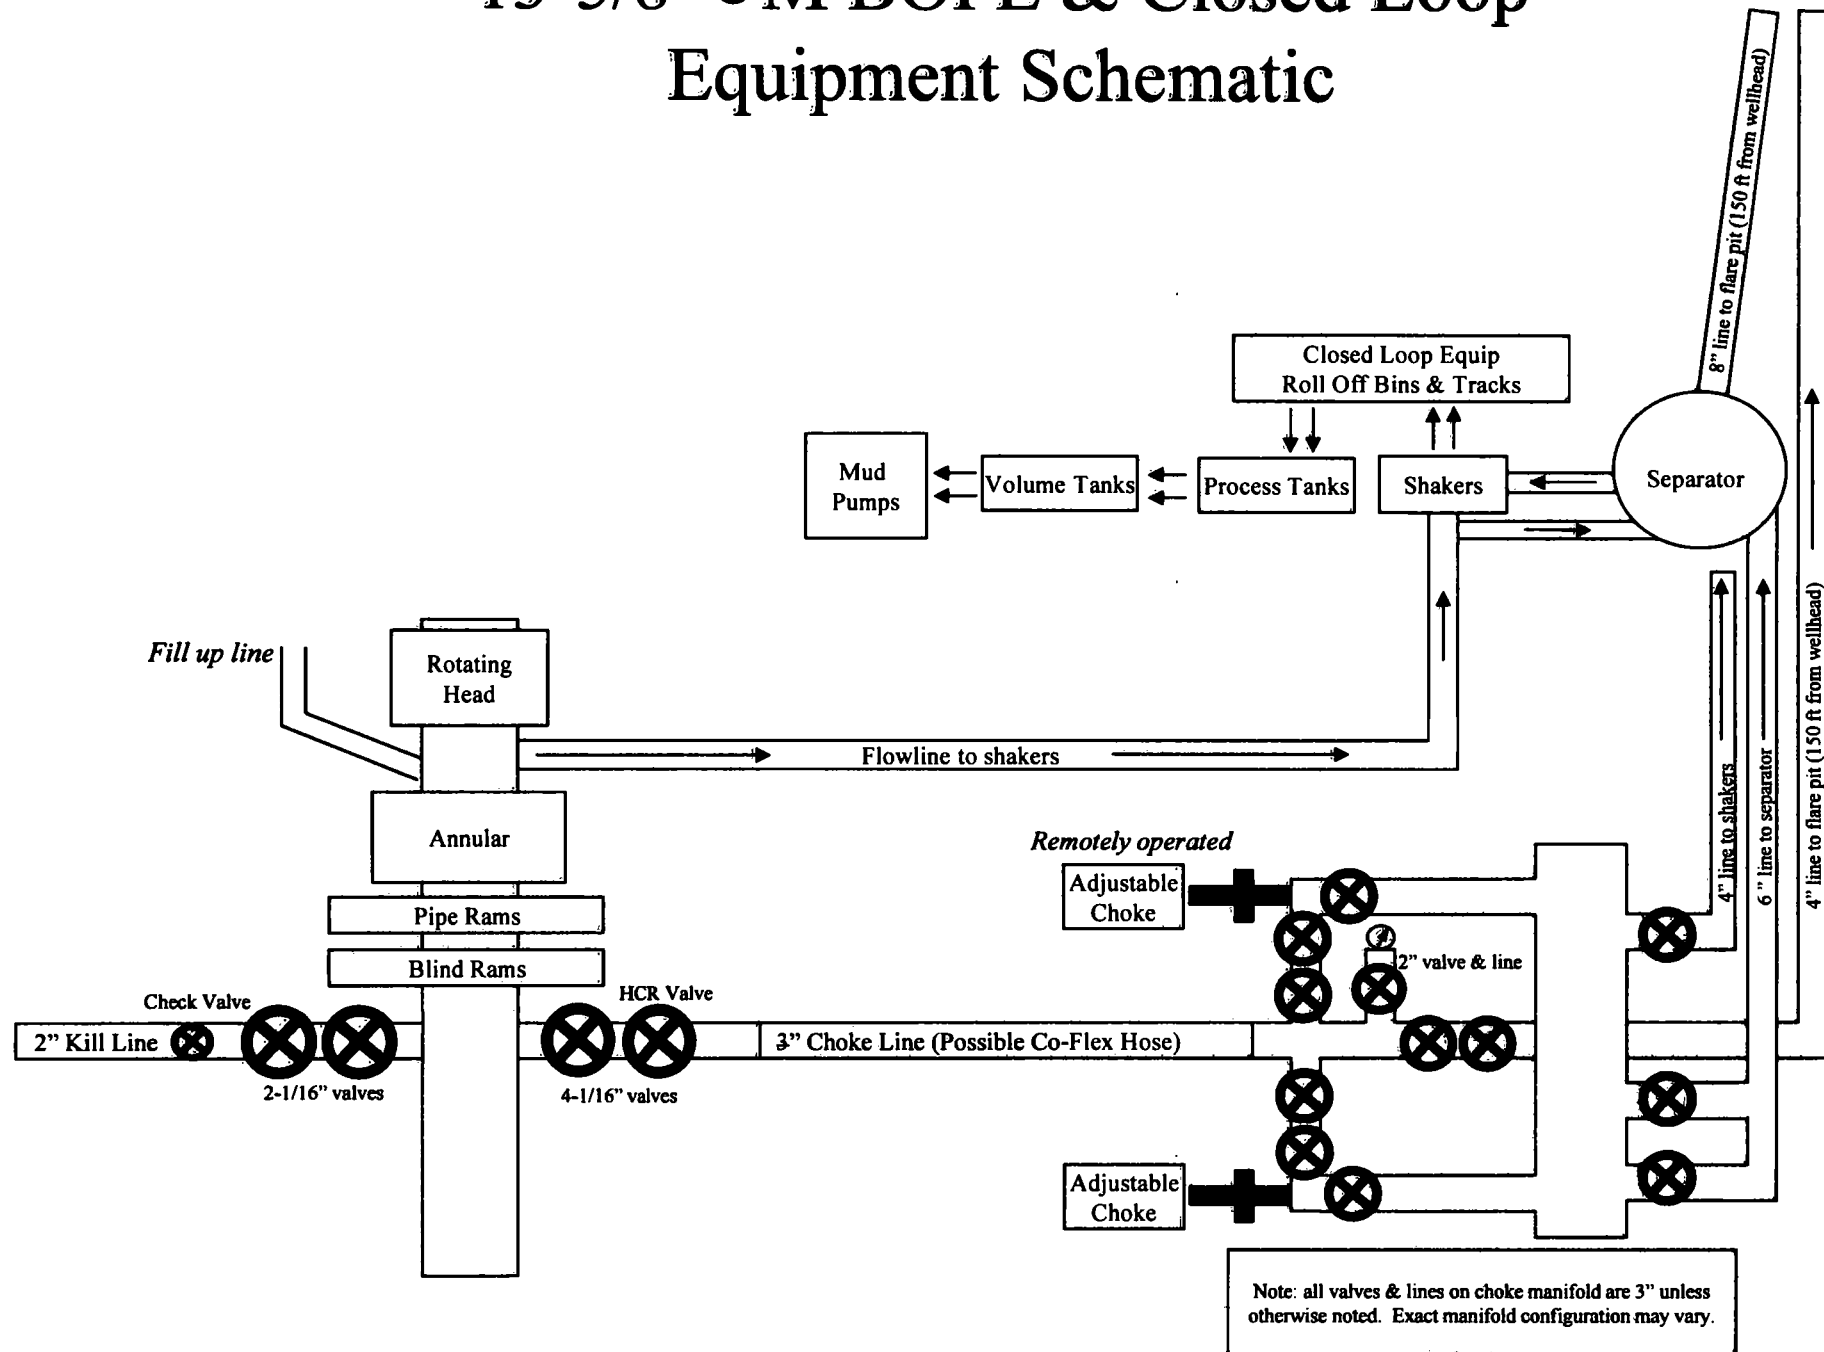 M BOPE & Closed Loop
Equipment Schematic
8” line to flare pit (150 ft from wellhead)
Closed Loop Equip
Roll Off Bins & Tracks
Mud
Pumps
Volume Tanks
Process Tanks
Shakers
Separator
Fill up line
Rotating
Head
Flowline to shakers
4” line to shakers
6” line to separator
4” line to flare pit (150 ft from wellhead)
Annular
Remotely operated
Adjustable
Choke
Pipe Rams
Blind Rams
2” valve & line
Check Valve
HCR Valve
2” Kill Line
3” Choke Line (Possible Co-Flex Hose)
2-1/16” valves
4-1/16” valves
Adjustable
Choke
Note: all valves & lines on choke manifold are 3” unless
otherwise noted. Exact manifold configuration may vary.